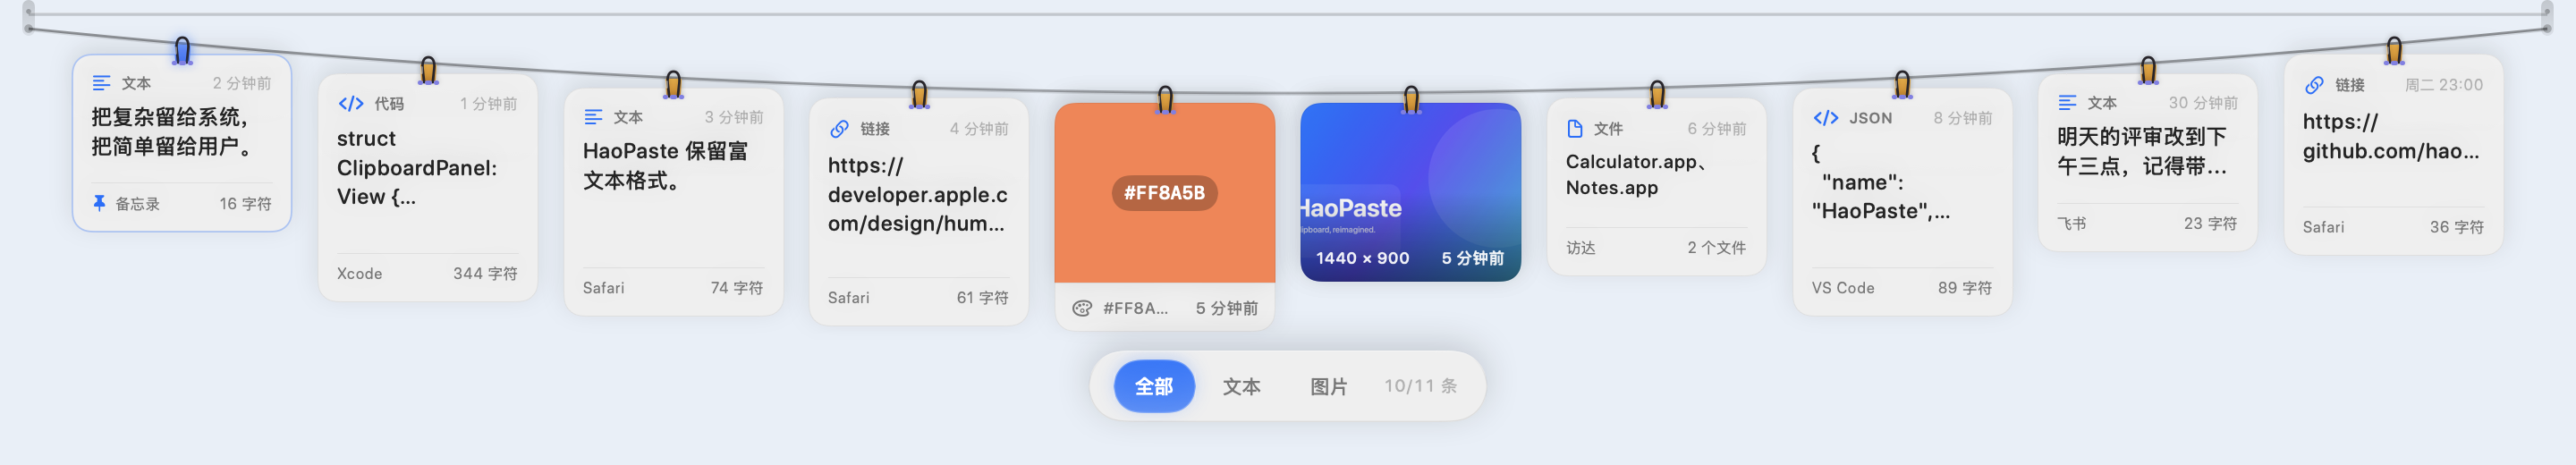 文本 2 分钟前
把复杂留给系统，
把简单留给用户。
备忘录 16 字符
代码 1 分钟前
struct
ClipboardPanel:
View {...
Xcode 344 字符
文本 3 分钟前
HaoPaste 保留富
文本格式。
Safari 74 字符
链接 4 分钟前
https://
developer.apple.c
om/design/hum...
Safari 61 字符
#FF8A5B
#FF8A... 5 分钟前
HaoPaste
lipboard, reimagined.
1440 × 900 5 分钟前
文件 6 分钟前
Calculator.app、
Notes.app
访达 2 个文件
JSON 8 分钟前
{
"name":
"HaoPaste",...
VS Code 89 字符
文本 30 分钟前
明天的评审改到下
午三点，记得带...
飞书 23 字符
链接 周二 23:00
https://
github.com/hao...
Safari 36 字符
全部 文本 图片 10/11 条